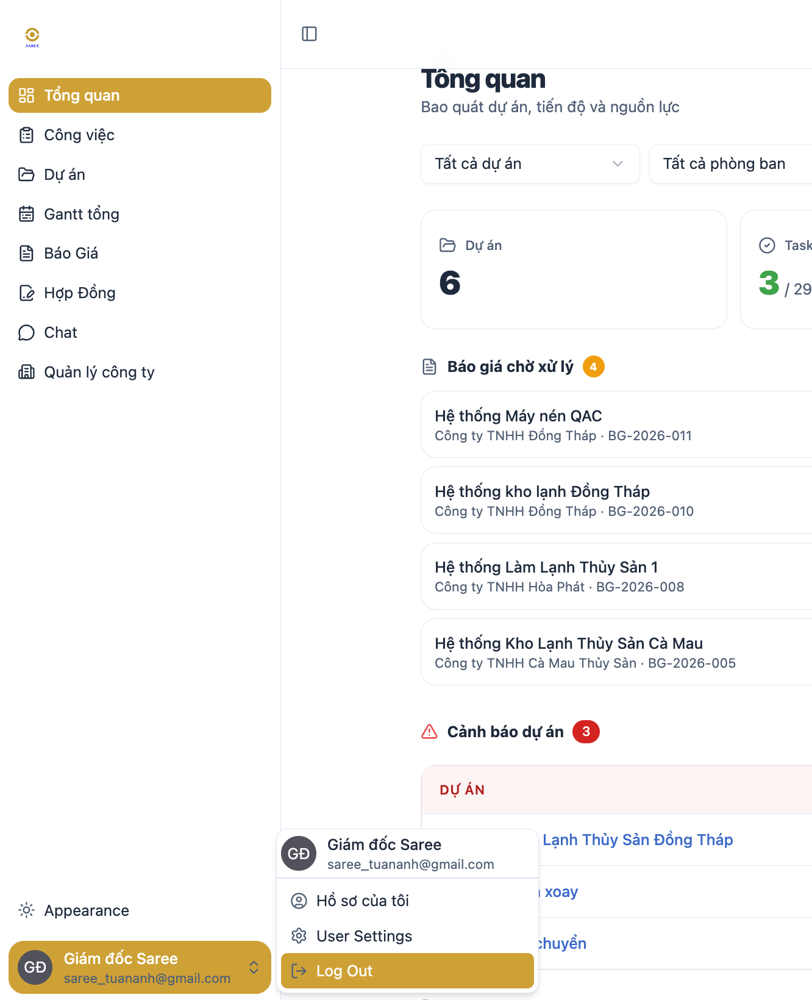 SAREE
Tổng quan
Công việc
Dự án
Gantt tổng
Báo Giá
Hợp Đồng
Chat
Quản lý công ty
Appearance
GĐ
Giám đốc Saree
saree_tuananh@gmail.com
Tổng quan
Bao quát dự án, tiến độ và nguồn lực
Tất cả dự án
Tất cả phòng ban
Dự án
6
Task
3 / 29
Báo giá chờ xử lý 4
Hệ thống Máy nén QAC
Công ty TNHH Đồng Tháp · BG-2026-011
Hệ thống kho lạnh Đồng Tháp
Công ty TNHH Đồng Tháp · BG-2026-010
Hệ thống Làm Lạnh Thủy Sản 1
Công ty TNHH Hòa Phát · BG-2026-008
Hệ thống Kho Lạnh Thủy Sản Cà Mau
Công ty TNHH Cà Mau Thủy Sản · BG-2026-005
Cảnh báo dự án 3
DỰ ÁN
Lạnh Thủy Sản Đồng Tháp
xoay
chuyển
GĐ
Giám đốc Saree
saree_tuananh@gmail.com
Hồ sơ của tôi
User Settings
Log Out